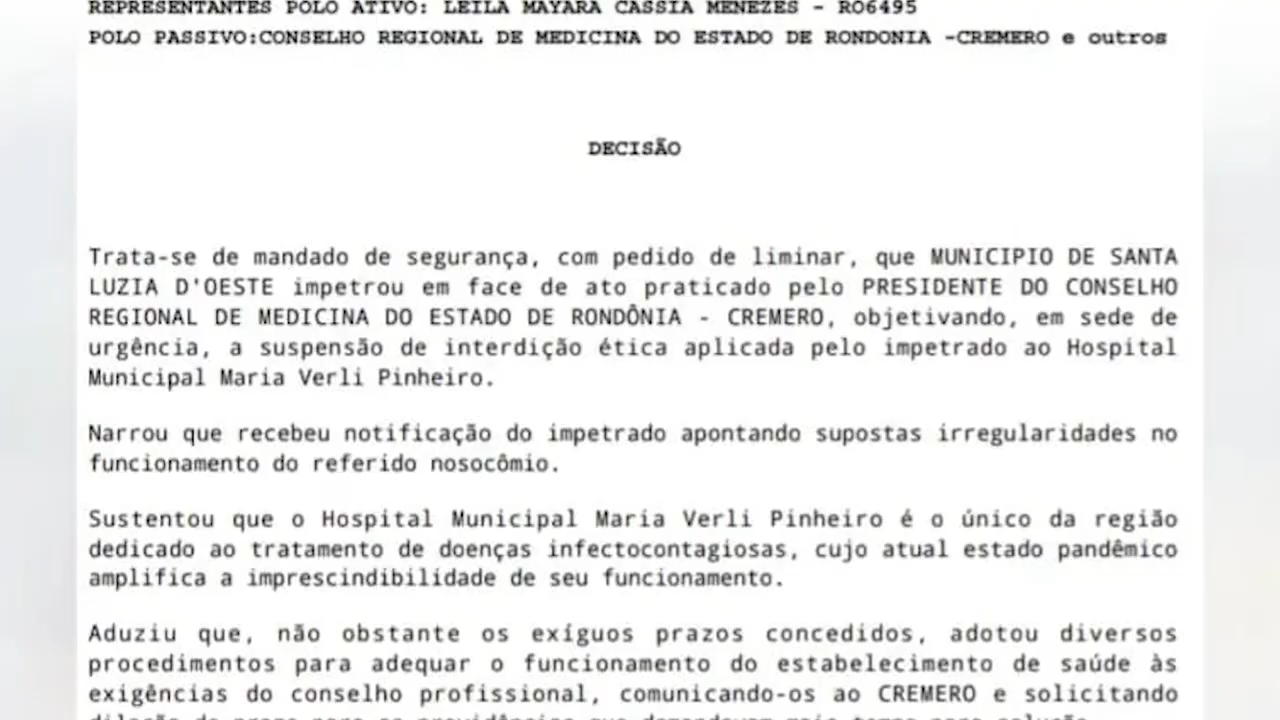 REPRESENTANTES POLO ATIVO: LEILA MAYARA CASSIA MENEZES - RO6495
POLO PASSIVO:CONSELHO REGIONAL DE MEDICINA DO ESTADO DE RONDONIA -CREMERO e outros
DECISÃO
Trata-se de mandado de segurança, com pedido de liminar, que MUNICIPIO DE SANTA
LUZIA D'OESTE impetrou em face de ato praticado pelo PRESIDENTE DO CONSELHO
REGIONAL DE MEDICINA DO ESTADO DE RONDÔNIA - CREMERO, objetivando, em sede de
urgência, a suspensão de interdição ética aplicada pelo impetrado ao Hospital
Municipal Maria Verli Pinheiro.
Narrou que recebeu notificação do impetrado apontando supostas irregularidades no
funcionamento do referido nosocômio.
Sustentou que o Hospital Municipal Maria Verli Pinheiro é o único da região
dedicado ao tratamento de doenças infectocontagiosas, cujo atual estado pandêmico
amplifica a imprescindibilidade de seu funcionamento.
Aduziu que, não obstante os exíguos prazos concedidos, adotou diversos
procedimentos para adequar o funcionamento do estabelecimento de saúde às
exigências do conselho profissional, comunicando-os ao CREMERO e solicitando